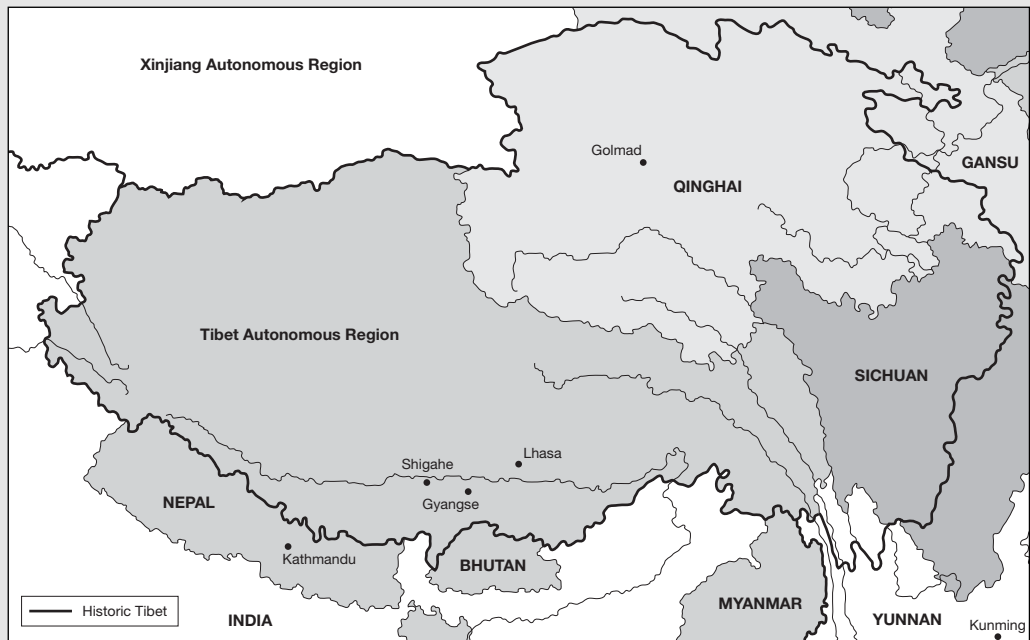 Xinjiang Autonomous Region
Golmad
QINGHAI
GANSU
Tibet Autonomous Region
SICHUAN
Lhasa
Shigahe
Gyangse
NEPAL
Kathmandu
BHUTAN
MYANMAR
Historic Tibet
INDIA
YUNNAN
Kunming